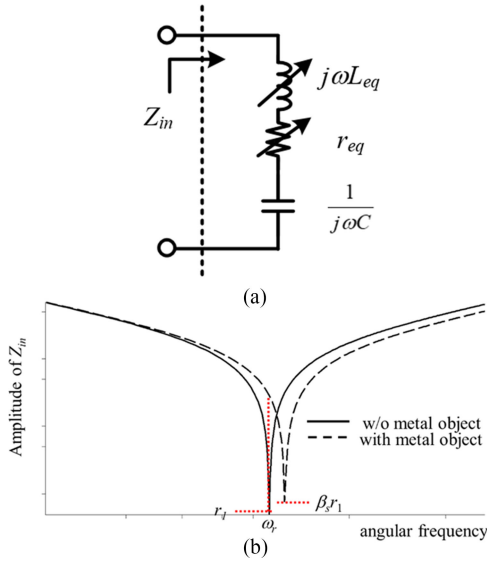 jωL_eq
Z_in
r_eq
1
jωC
(a)
Amplitude of Z_in
w/o metal object
with metal object
r_1
β_s r_1
ω_r
angular frequency
(b)